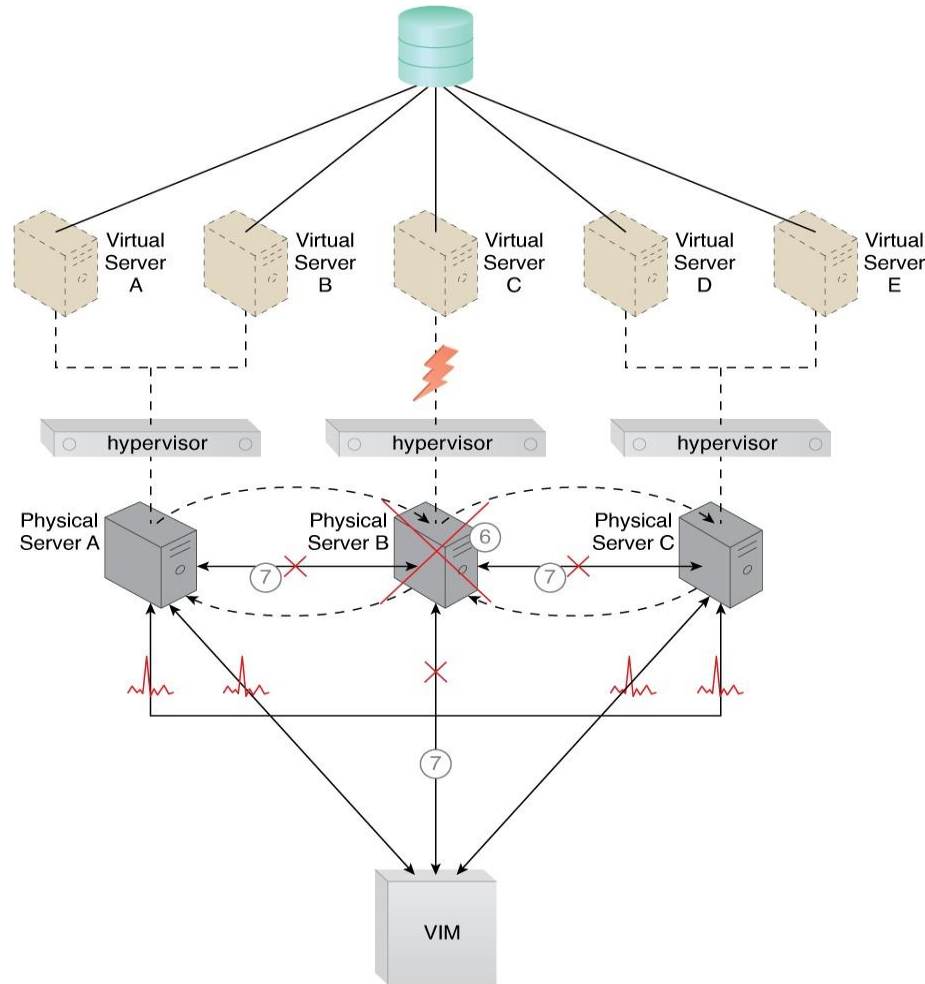 Virtual
Server
A
Virtual
Server
B
Virtual
Server
C
Virtual
Server
D
Virtual
Server
E
hypervisor
hypervisor
hypervisor
Physical
Server A
Physical
Server B
6
Physical
Server C
7
7
7
VIM